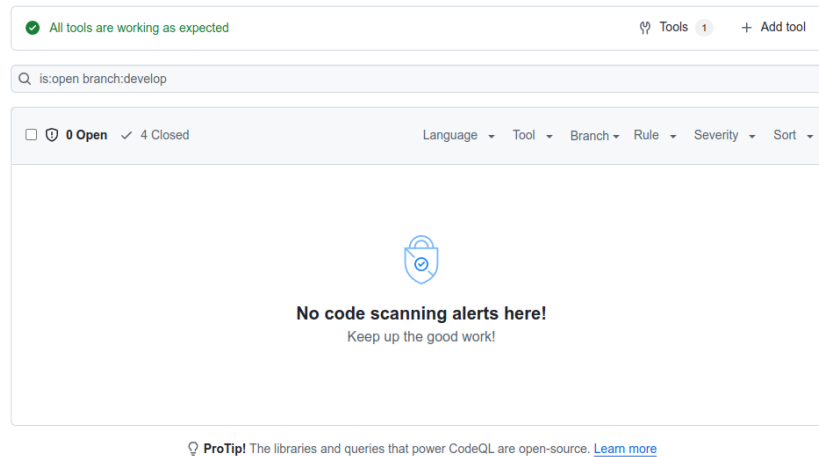 All tools are working as expected Tools 1 + Add tool
is:open branch:develop
0 Open 4 Closed Language Tool Branch Rule Severity Sort
No code scanning alerts here!
Keep up the good work!
ProTip! The libraries and queries that power CodeQL are open-source. Learn more